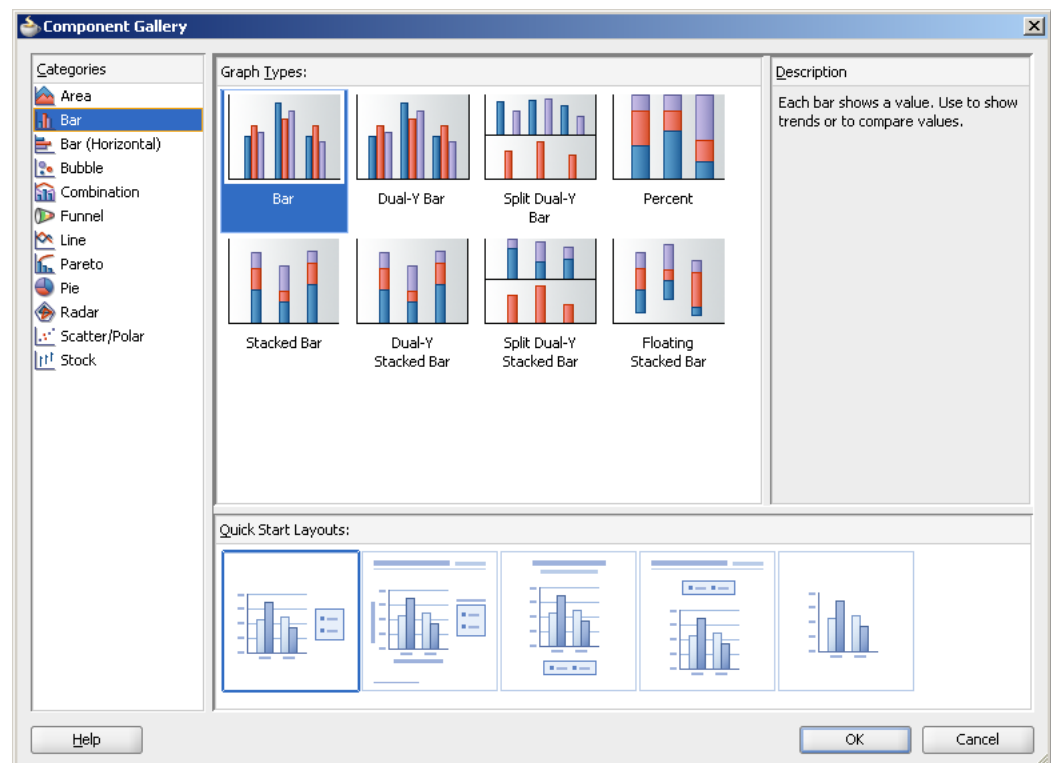 Component Gallery
Categories
Area
Bar
Bar (Horizontal)
Bubble
Combination
Funnel
Line
Pareto
Pie
Radar
Scatter/Polar
Stock
Graph Types:
Bar
Dual-Y Bar
Split Dual-Y
Bar
Percent
Stacked Bar
Dual-Y
Stacked Bar
Split Dual-Y
Stacked Bar
Floating
Stacked Bar
Description
Each bar shows a value. Use to show
trends or to compare values.
Quick Start Layouts:
Help
OK
Cancel